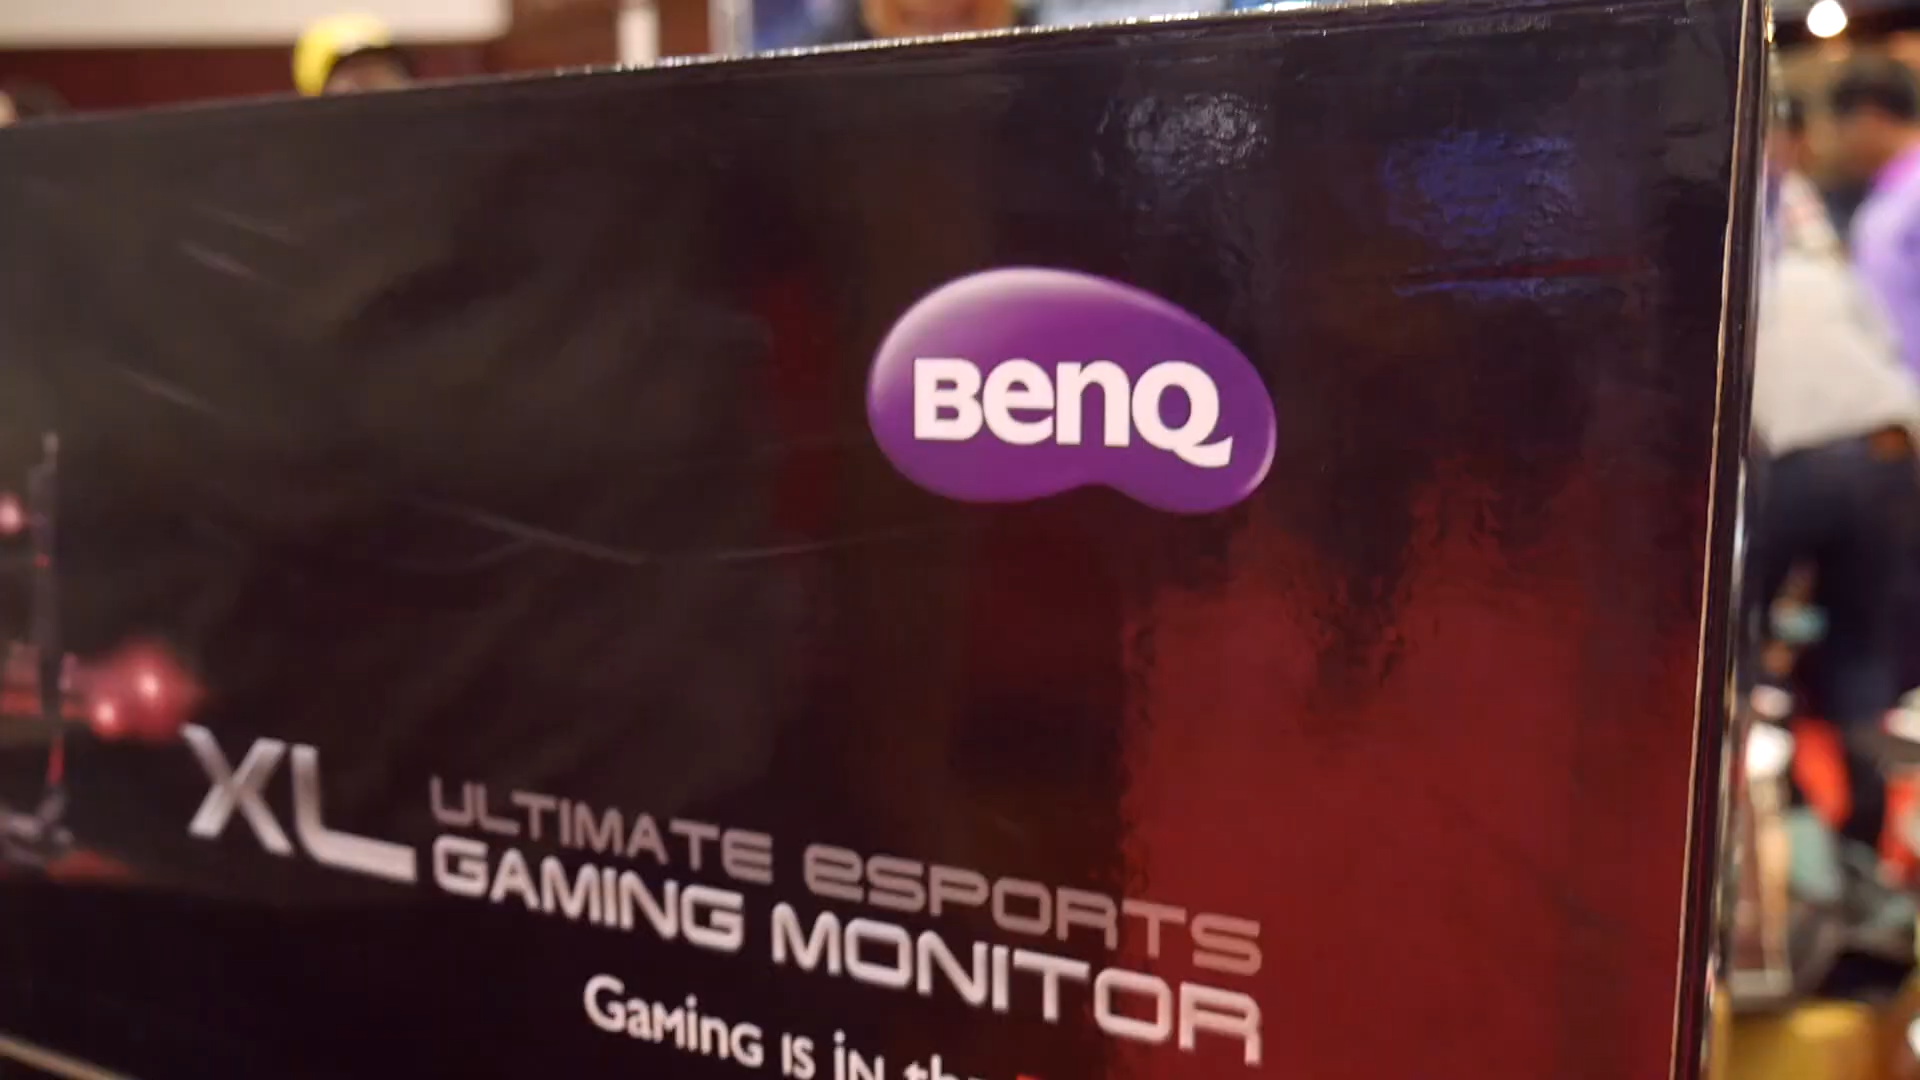 BenQ
XL
ULTIMATE eSPORTS
GAMING MONITOR
Gaming is in